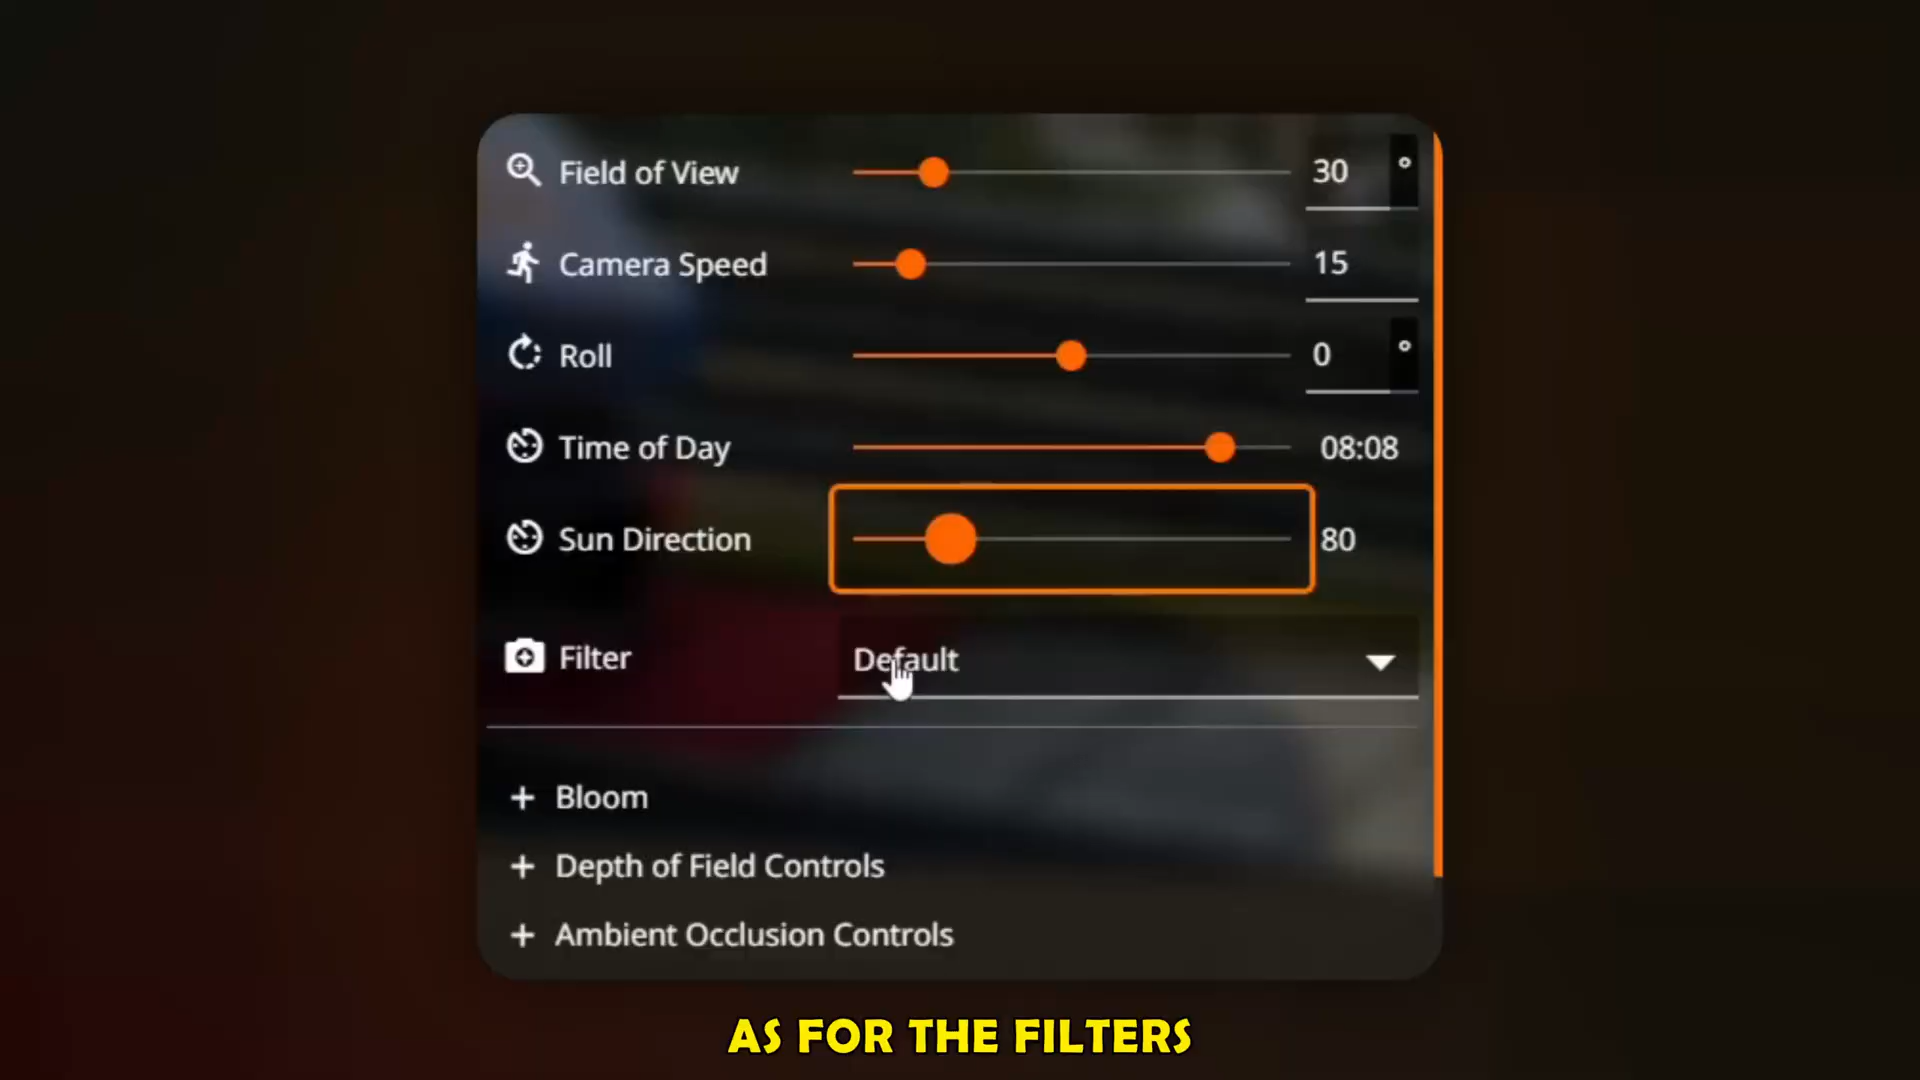 Field of View 30 °
Camera Speed 15
Roll 0 °
Time of Day 08:08
Sun Direction 80
Filter Default
+ Bloom
+ Depth of Field Controls
+ Ambient Occlusion Controls
AS FOR THE FILTERS